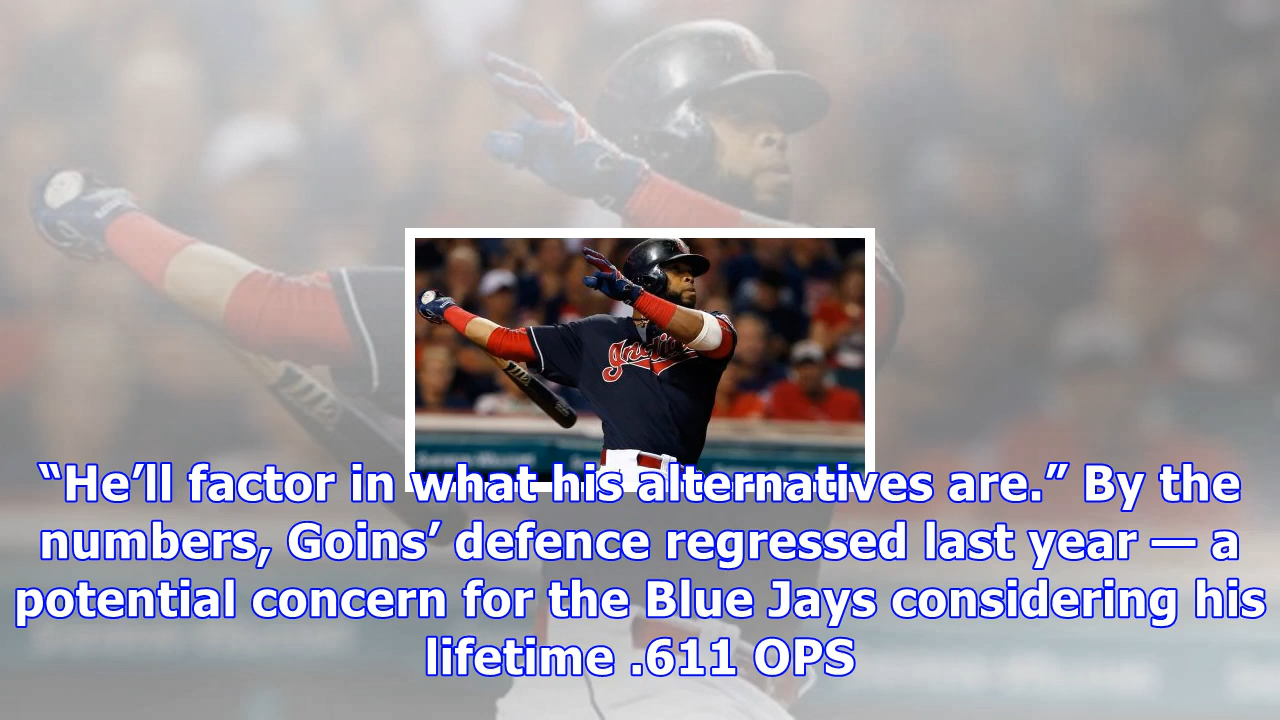 “He’ll factor in what his alternatives are.” By the
numbers, Goins’ defence regressed last year — a
potential concern for the Blue Jays considering his
lifetime .611 OPS